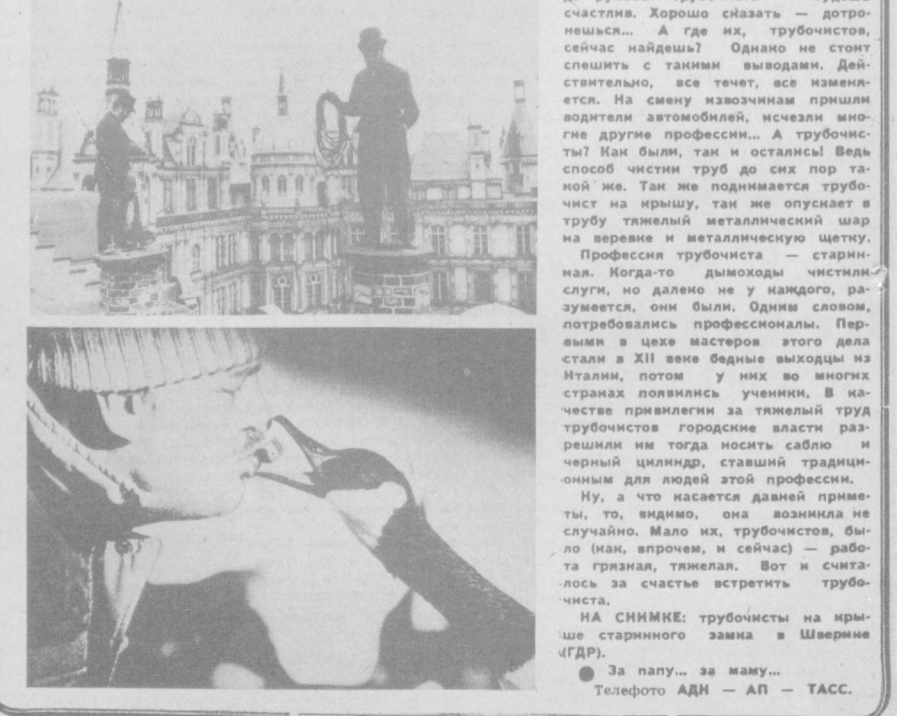 счастлив. Хорошо сказать — дотро-
нешься... А где их, трубочистов,
сейчас найдешь? Однако не стоит
спешить с такими выводами. Дей-
ствительно, все течет, все изменя-
ется. На смену извозчикам пришли
водители автомобилей, исчезли мно-
гие другие профессии... А трубочис-
ты? Как были, так и остались! Ведь
способ чистки труб до сих пор та-
кой же. Так же поднимается трубо-
чист на крышу, так же опускает в
трубу тяжелый металлический шар
на веревке и металлическую щетку.
Профессия трубочиста — старин-
ная. Когда-то дымоходы чистили
слуги, но далеко не у каждого, ра-
зумеется, они были. Одним словом,
потребовались профессионалы. Пер-
выми в цехе мастеров этого дела
стали в XII веке бедные выходцы из
Италии, потом у них во многих
странах появились ученики. В ка-
честве привилегии за тяжелый труд
трубочистов городские власти раз-
решили им тогда носить саблю и
черный цилиндр, ставший традици-
онным для людей этой профессии.
Ну, а что касается давней приме-
ты, то, видимо, она возникла не
случайно. Мало их, трубочистов, бы-
ло (как, впрочем, и сейчас) — рабо-
та грязная, тяжелая. Вот и счита-
лось за счастье встретить трубо-
чиста.
НА СНИМКЕ: трубочисты на кры-
ше старинного замка в Шверине
(ГДР).
● За папу... за маму...
Телефото АДН — АП — ТАСС.